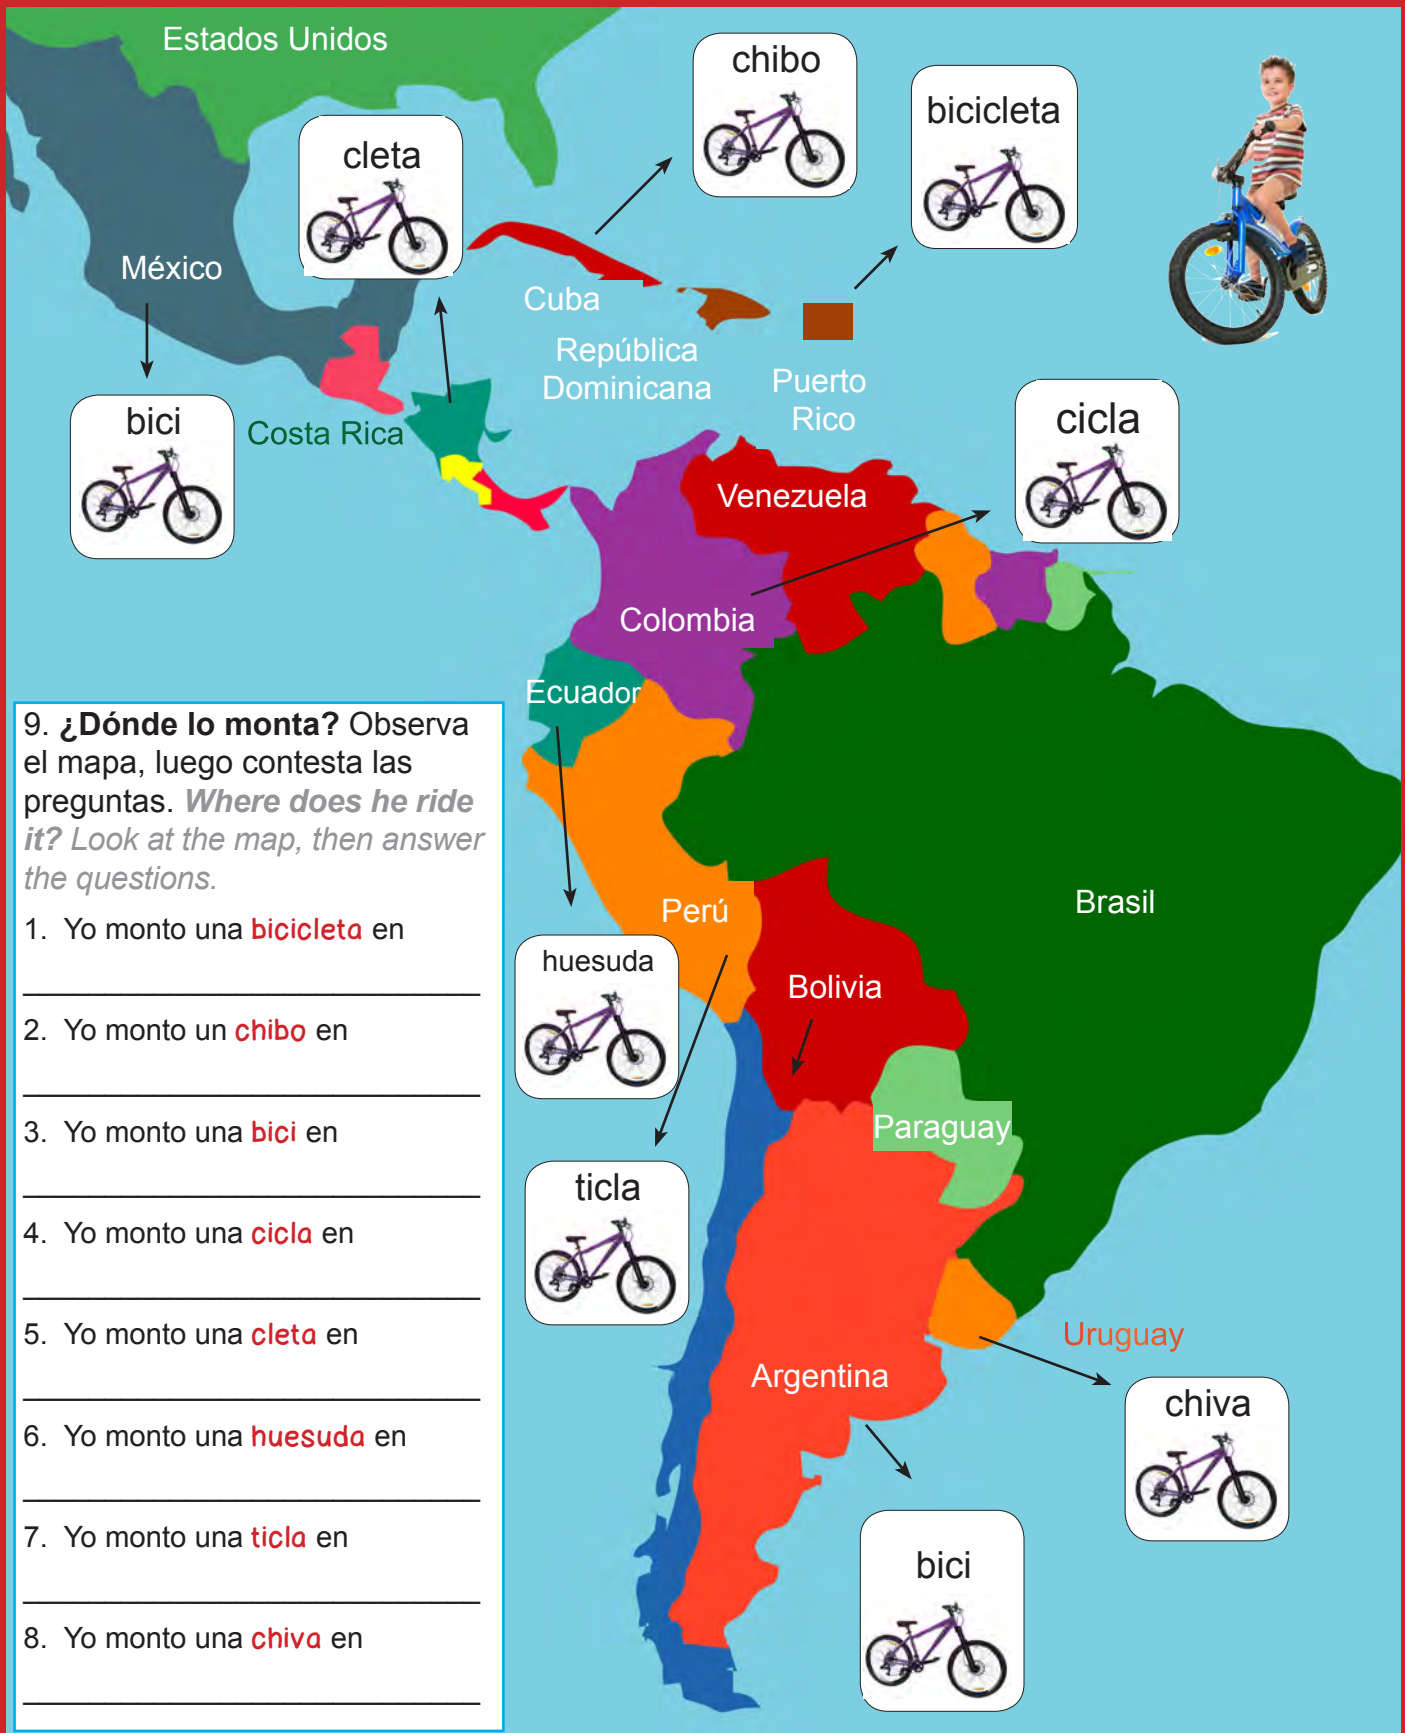 Estados Unidos
chibo
bicicleta
cleta
México
Cuba
República
Dominicana
Puerto
Rico
bici
Costa Rica
cicla
Venezuela
Colombia
Ecuador
9. ¿Dónde lo monta? Observa
el mapa, luego contesta las
preguntas. Where does he ride
it? Look at the map, then answer
the questions.
1. Yo monto una bicicleta en
2. Yo monto un chibo en
3. Yo monto una bici en
4. Yo monto una cicla en
5. Yo monto una cleta en
6. Yo monto una huesuda en
7. Yo monto una ticla en
8. Yo monto una chiva en
Perú
Brasil
huesuda
Bolivia
Paraguay
ticla
Uruguay
Argentina
chiva
bici